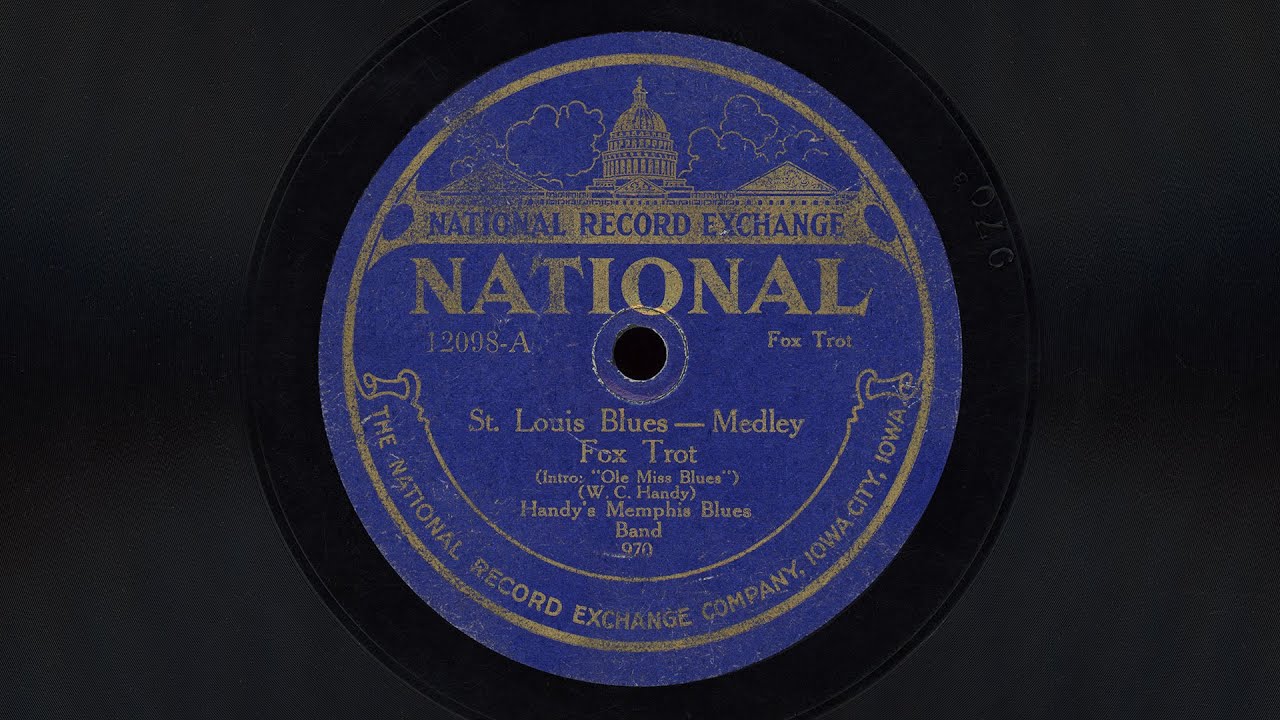 NATIONAL RECORD EXCHANGE
NATIONAL
12098-A
Fox Trot
St. Louis Blues — Medley
Fox Trot
(Intro: "Ole Miss Blues")
(W. C. Handy)
Handy's Memphis Blues
Band
970
THE NATIONAL RECORD EXCHANGE COMPANY, IOWA CITY, IOWA
970